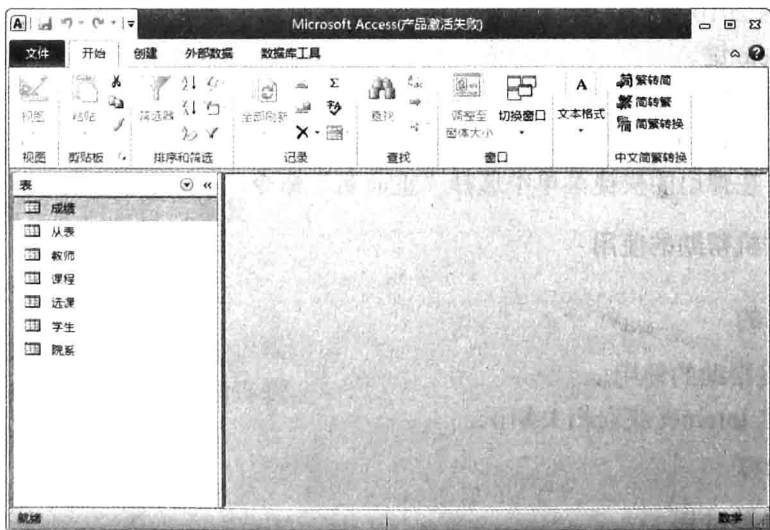 Microsoft Access(产品激活失败)
文件 开始 创建 外部数据 数据库工具
视图 粘贴 筛选器 全部刷新 查找 调整至窗体大小 切换窗口 文本格式
繁转简
简转繁
简繁转换
视图 剪贴板 排序和筛选 记录 查找 窗口 中文简繁转换
表
成绩
从表
教师
课程
选课
学生
院系
就绪 数字